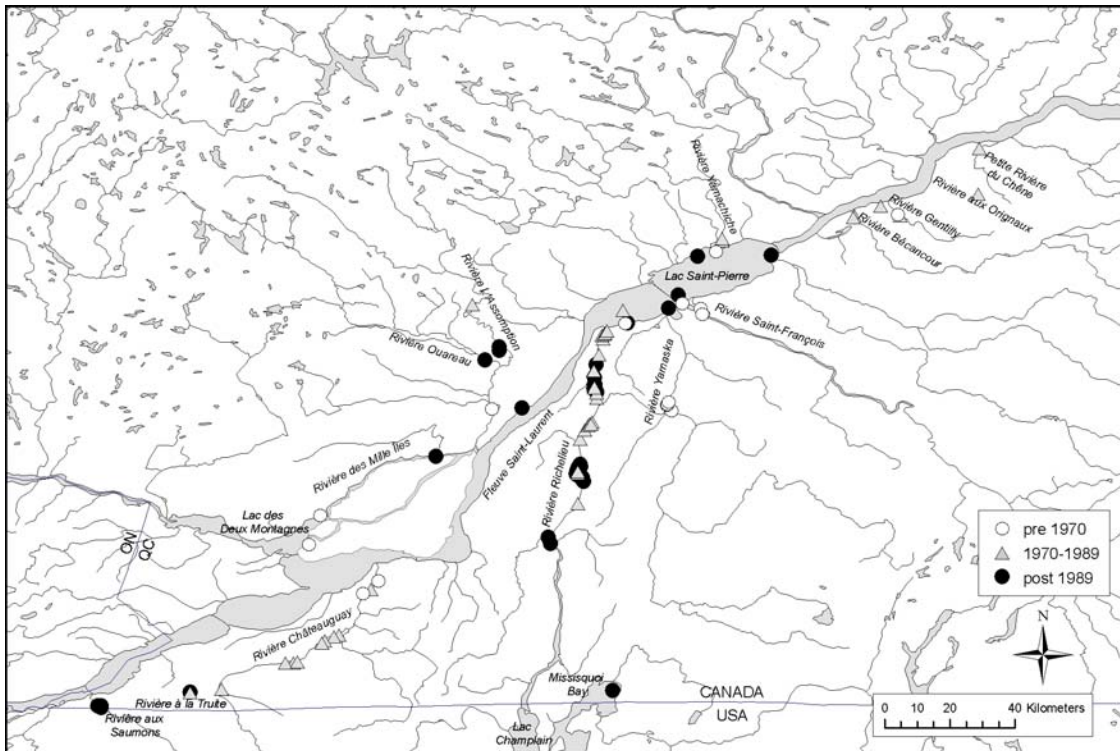 Rivière Yamachiche
Petite Rivière
du Chêne
Rivière aux Orignaux
Rivière Gentilly
Rivière Bécancour
Lac Saint-Pierre
Rivière L'Assomption
Rivière Ouareau
Rivière Saint-François
Rivière Yamaska
Fleuve Saint-Laurent
Rivière des Mille Iles
Rivière Richelieu
Lac des
Deux Montagnes
ON
QC
pre 1970
1970-1989
post 1989
Rivière Châteauguay
N
Missisquoi
Bay
CANADA
USA
Rivière à la Truite
Rivière aux
Saumons
Lac
Champlain
0 10 20 40 Kilometers